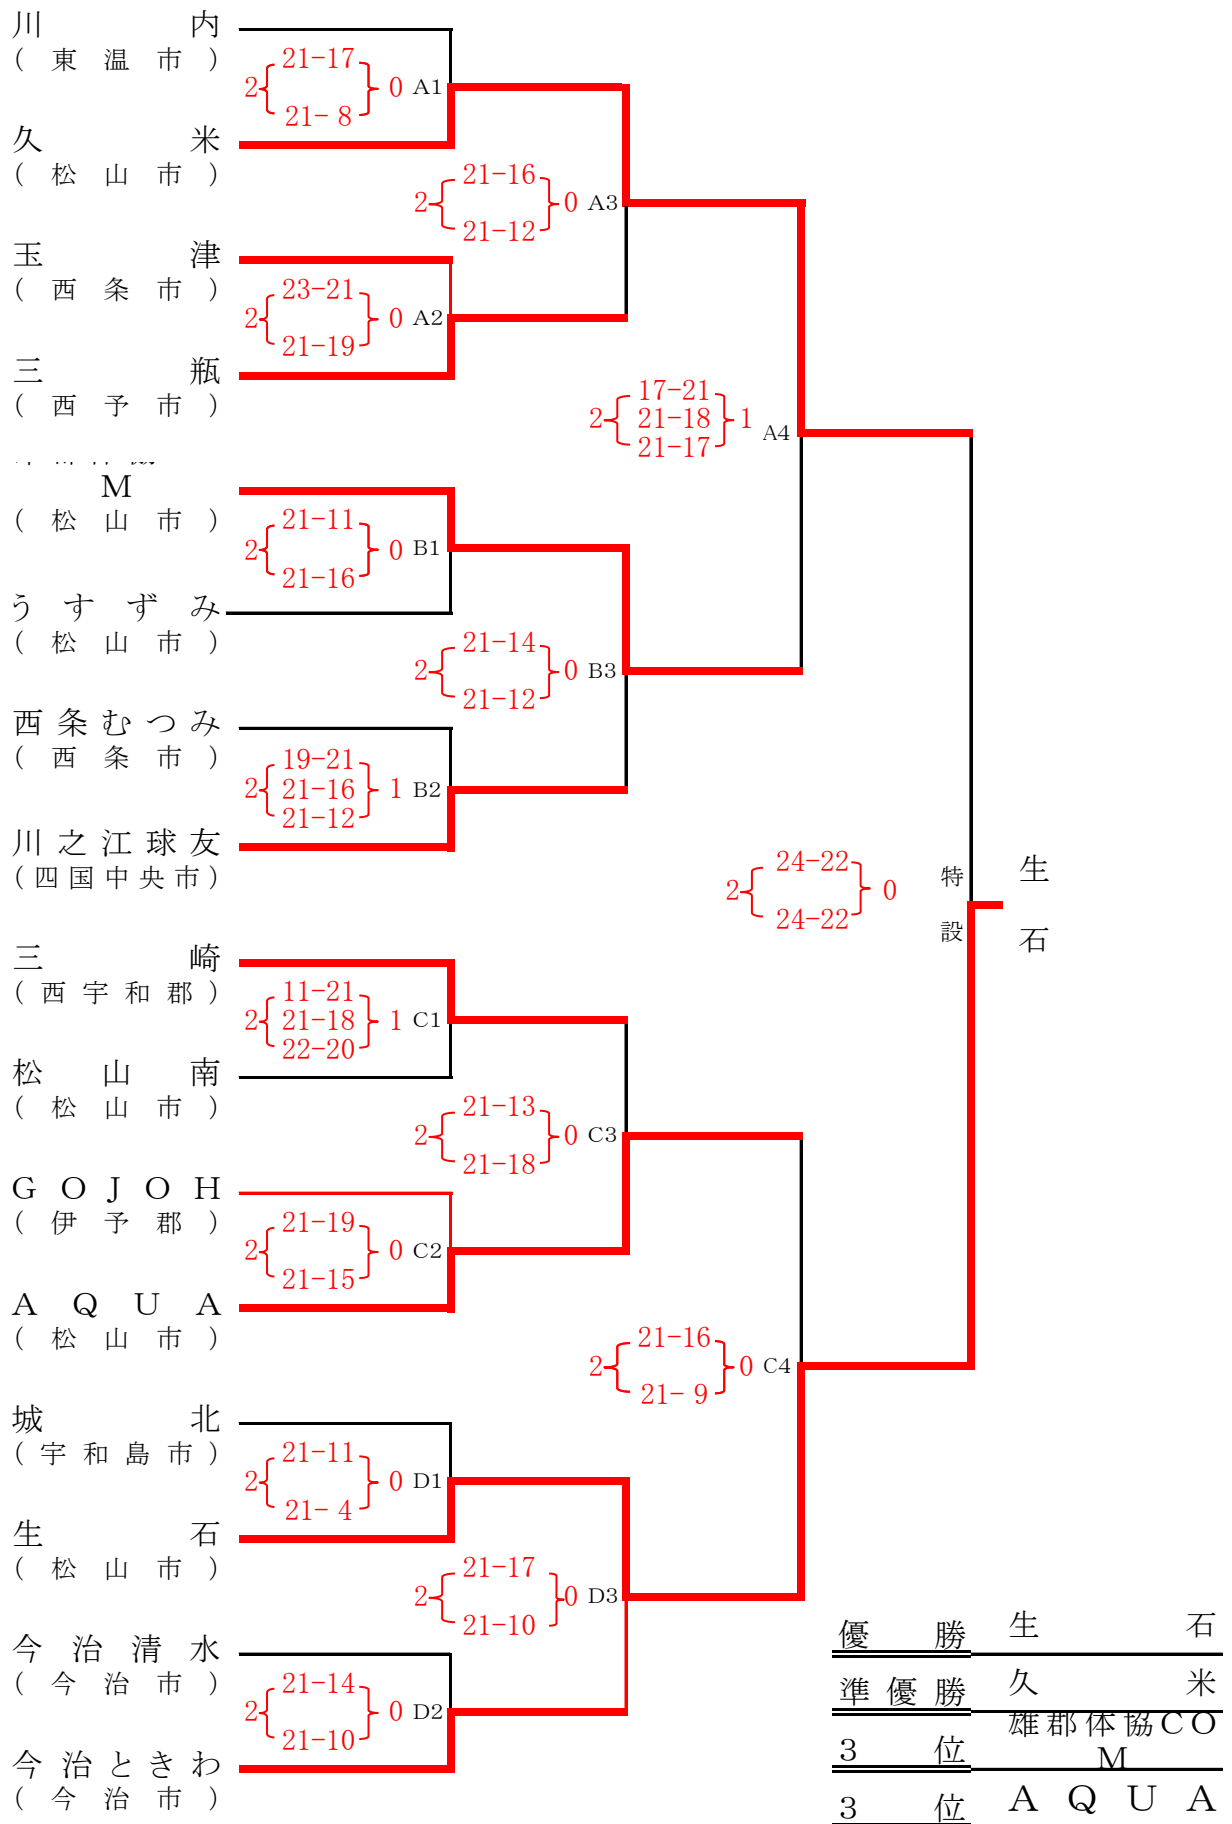 川内
(東温市)
21-17
2 0 A1
21- 8
久米
(松山市)
21-16
2 0 A3
21-12
玉津
(西条市)
23-21
2 0 A2
21-19
三瓶
(西予市)
17-21
2 21-18 1 A4
21-17
M
(松山市)
21-11
2 0 B1
21-16
うすずみ
(松山市)
21-14
2 0 B3
21-12
西条むつみ
(西条市)
19-21
2 21-16 1 B2
21-12
川之江球友
(四国中央市)
24-22
2 0
24-22
特設
生石
三崎
(西宇和郡)
11-21
2 21-18 1 C1
22-20
松山南
(松山市)
21-13
2 0 C3
21-18
GOJOH
(伊予郡)
21-19
2 0 C2
21-15
AQUA
(松山市)
21-16
2 0 C4
21- 9
城北
(宇和島市)
21-11
2 0 D1
21- 4
生石
(松山市)
21-17
2 0 D3
21-10
今治清水
(今治市)
21-14
2 0 D2
21-10
今治ときわ
(今治市)
優勝 生石
準優勝 久米
3位 雄郡体協CO
M
3位 AQUA